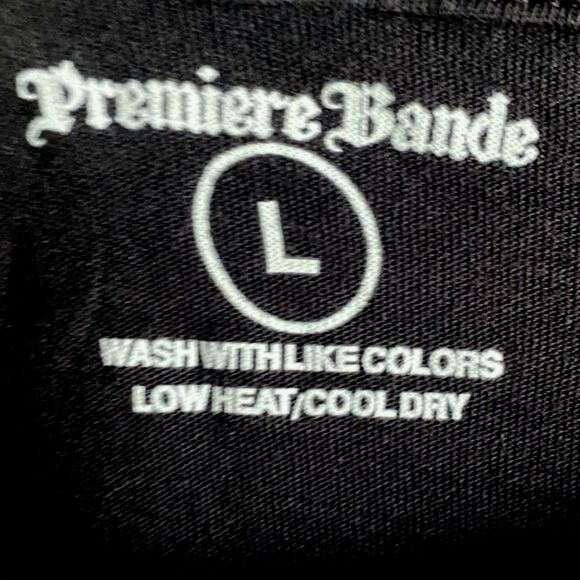 Premiere Bande
L
WASH WITH LIKE COLORS
LOW HEAT/COOL DRY